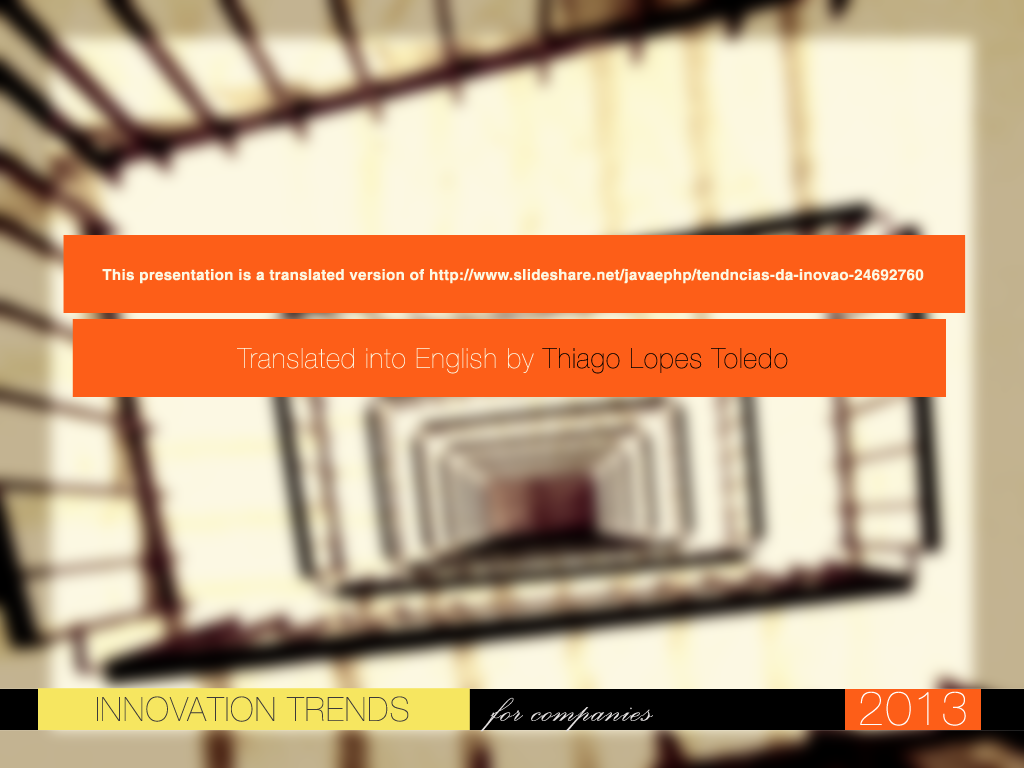 This presentation is a translated version of http://www.slideshare.net/javaephp/tendncias-da-inovao-24692760
Translated into English by Thiago Lopes Toledo
INNOVATION TRENDS for companies 2013